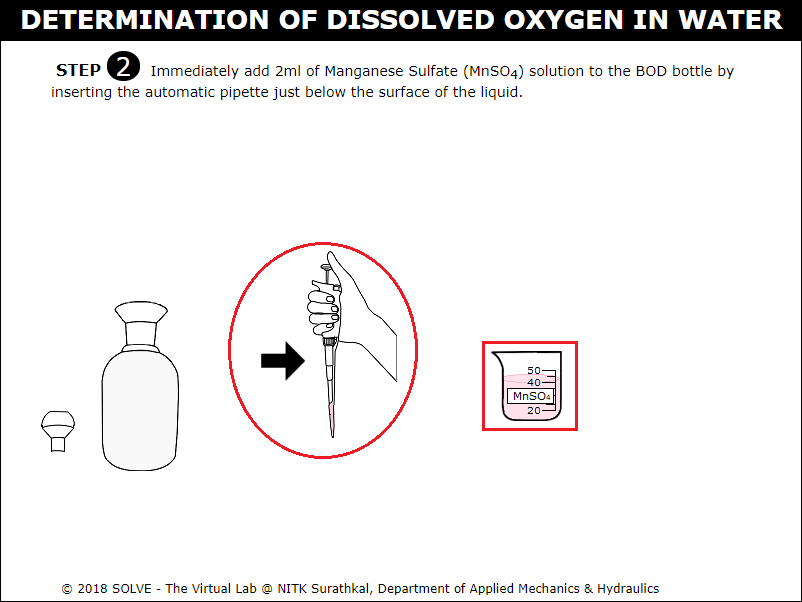 DETERMINATION OF DISSOLVED OXYGEN IN WATER
STEP 2 Immediately add 2ml of Manganese Sulfate (MnSO₄) solution to the BOD bottle by
inserting the automatic pipette just below the surface of the liquid.
50
40
MnSO₄
20
© 2018 SOLVE - The Virtual Lab @ NITK Surathkal, Department of Applied Mechanics & Hydraulics